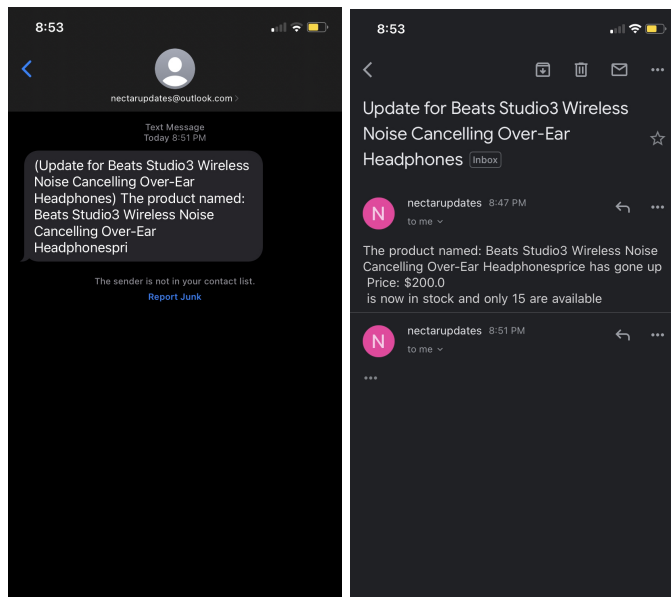 8:53
nectarupdates@outlook.com
Text Message
Today 8:51 PM
(Update for Beats Studio3 Wireless
Noise Cancelling Over-Ear
Headphones) The product named:
Beats Studio3 Wireless Noise
Cancelling Over-Ear
Headphonespri
The sender is not in your contact list.
Report Junk
8:53
Update for Beats Studio3 Wireless
Noise Cancelling Over-Ear
Headphones Inbox
N
nectarupdates 8:47 PM
to me
The product named: Beats Studio3 Wireless Noise
Cancelling Over-Ear Headphonesprice has gone up
Price: $200.0
is now in stock and only 15 are available
N
nectarupdates 8:51 PM
to me